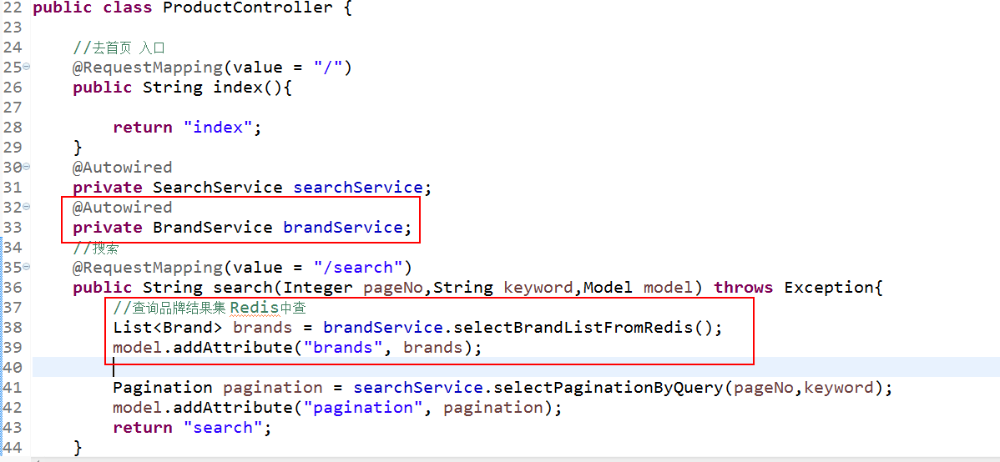 22 public class ProductController {
23
24 //去首页 入口
25 @RequestMapping(value = "/")
26 public String index(){
27
28 return "index";
29 }
30 @Autowired
31 private SearchService searchService;
32 @Autowired
33 private BrandService brandService;
34 //搜索
35 @RequestMapping(value = "/search")
36 public String search(Integer pageNo,String keyword,Model model) throws Exception{
37 //查询品牌结果集 Redis中查
38 List<Brand> brands = brandService.selectBrandListFromRedis();
39 model.addAttribute("brands", brands);
40
41 Pagination pagination = searchService.selectPaginationByQuery(pageNo,keyword);
42 model.addAttribute("pagination", pagination);
43 return "search";
44 }